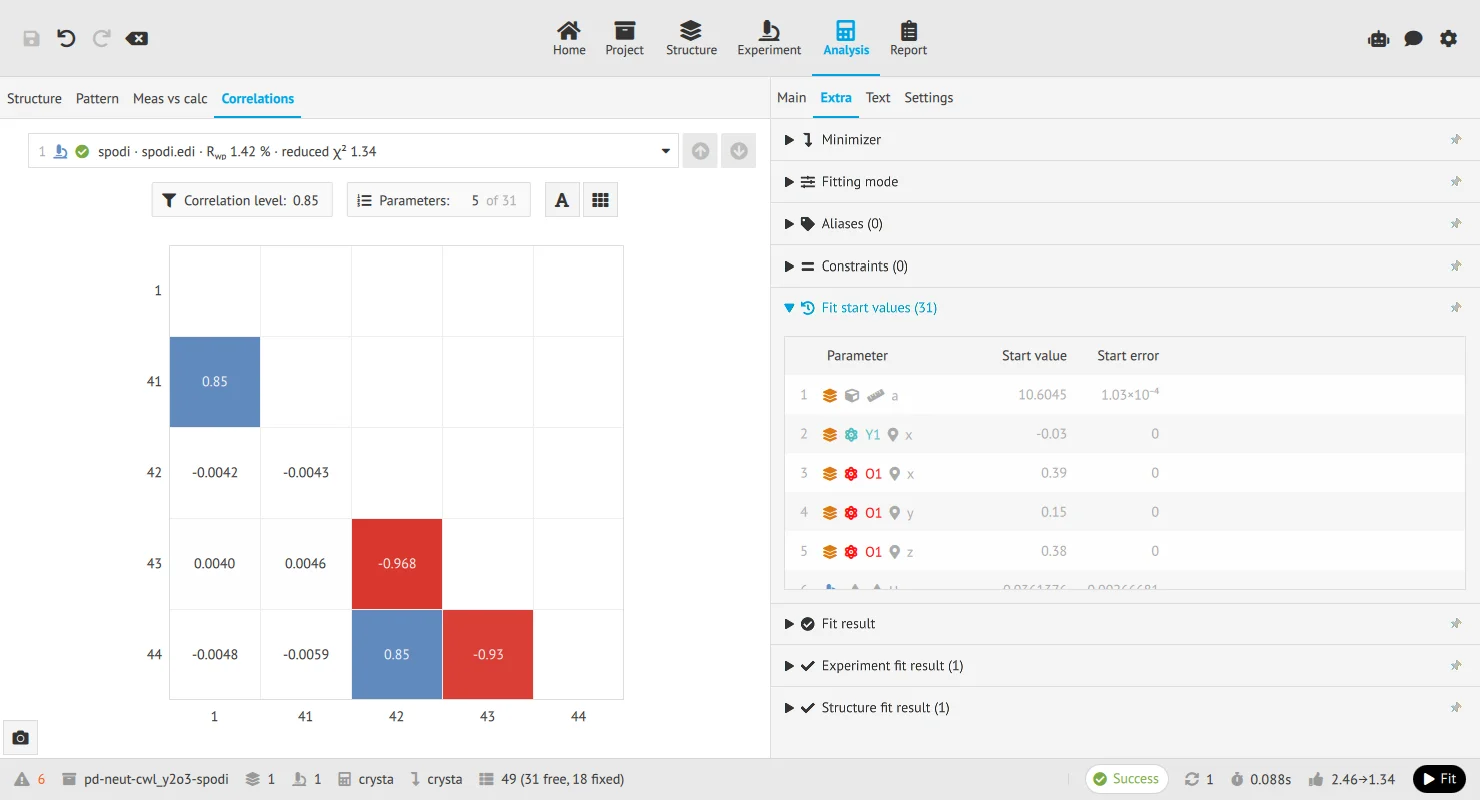 Home Project Structure Experiment Analysis Report
Structure Pattern Meas vs calc Correlations
1 spodi · spodi.edi · Rwp 1.42 % · reduced χ² 1.34
Correlation level: 0.85 Parameters: 5 of 31 A
1
41 0.85
42 -0.0042 -0.0043
43 0.0040 0.0046 -0.968
44 -0.0048 -0.0059 0.85 -0.93
1 41 42 43 44
Main Extra Text Settings
Minimizer
Fitting mode
Aliases (0)
Constraints (0)
Fit start values (31)
Parameter Start value Start error
1 a 10.6045 1.03×10⁻⁴
2 Y1 x -0.03 0
3 O1 x 0.39 0
4 O1 y 0.15 0
5 O1 z 0.38 0
Fit result
Experiment fit result (1)
Structure fit result (1)
6 pd-neut-cwl_y2o3-spodi 1 1 crysta crysta 49 (31 free, 18 fixed) Success 1 0.088s 2.46→1.34 Fit